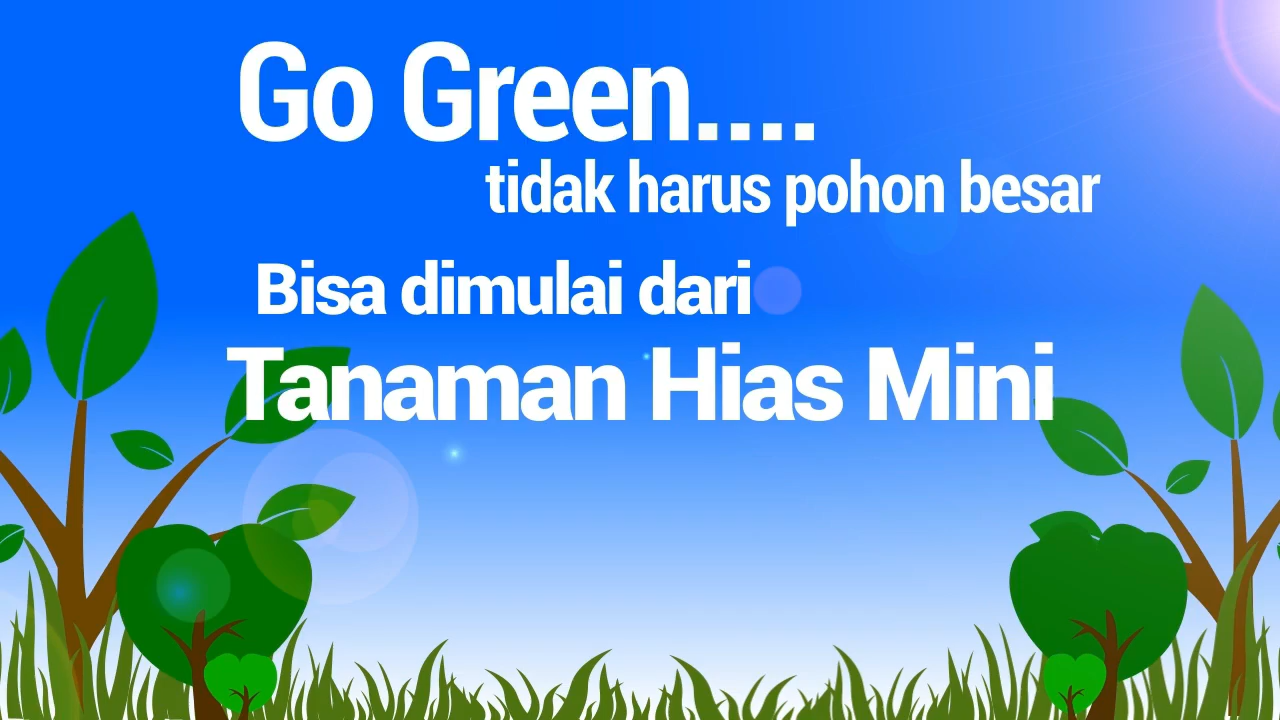 Go Green....
tidak harus pohon besar
Bisa dimulai dari
Tanaman Hias Mini